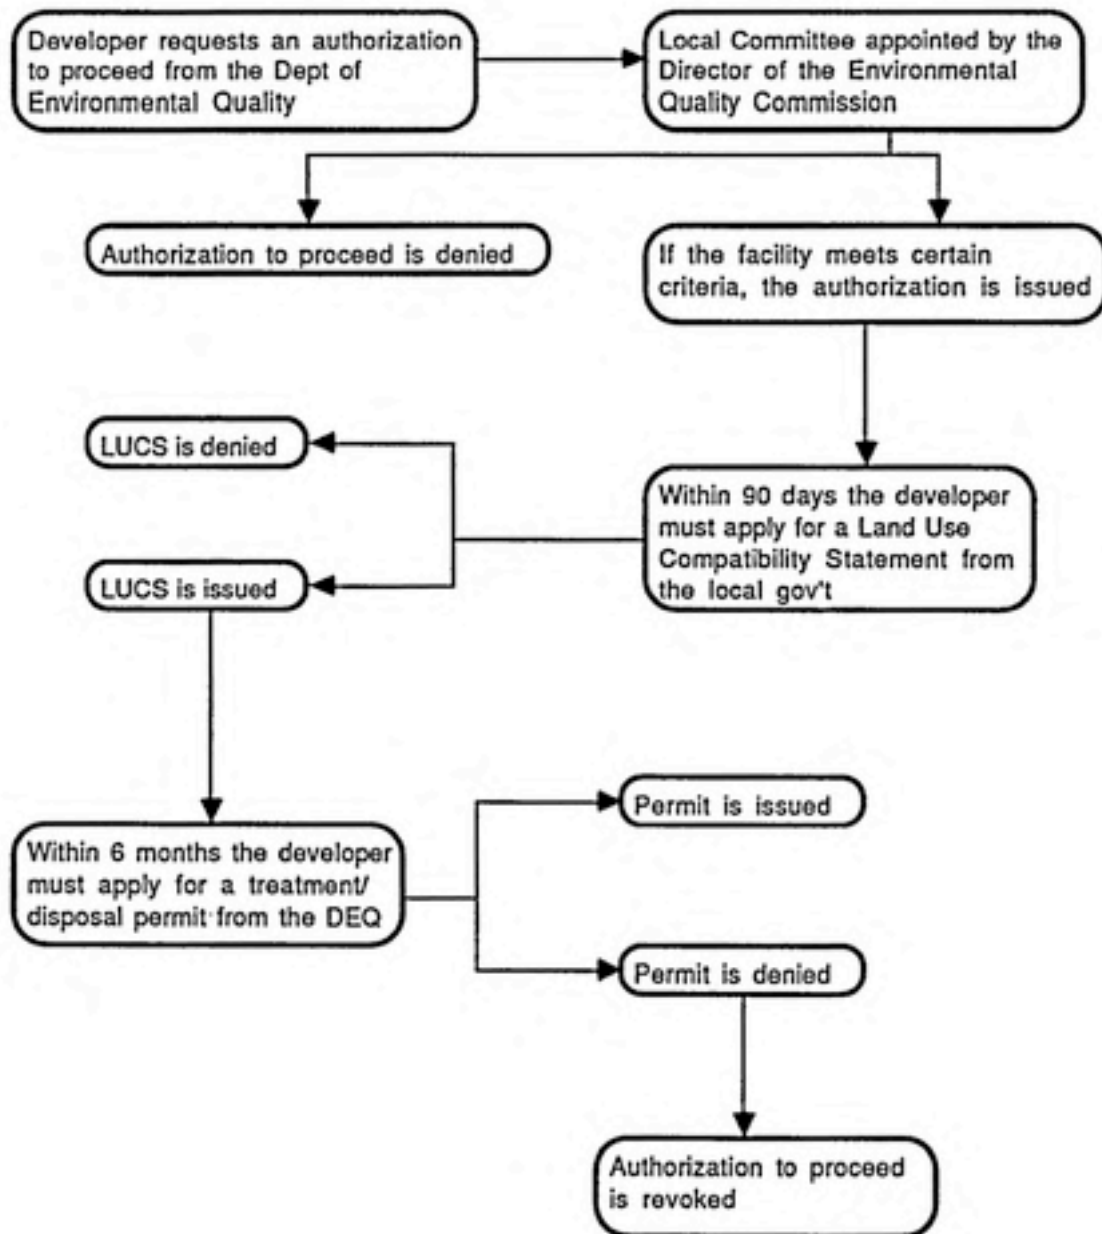 Developer requests an authorization
to proceed from the Dept of
Environmental Quality
Local Committee appointed by the
Director of the Environmental
Quality Commission
Authorization to proceed is denied
If the facility meets certain
criteria, the authorization is issued
LUCS is denied
Within 90 days the developer
must apply for a Land Use
Compatibility Statement from
the local gov't
LUCS is issued
Permit is issued
Within 6 months the developer
must apply for a treatment/
disposal permit from the DEQ
Permit is denied
Authorization to proceed
is revoked